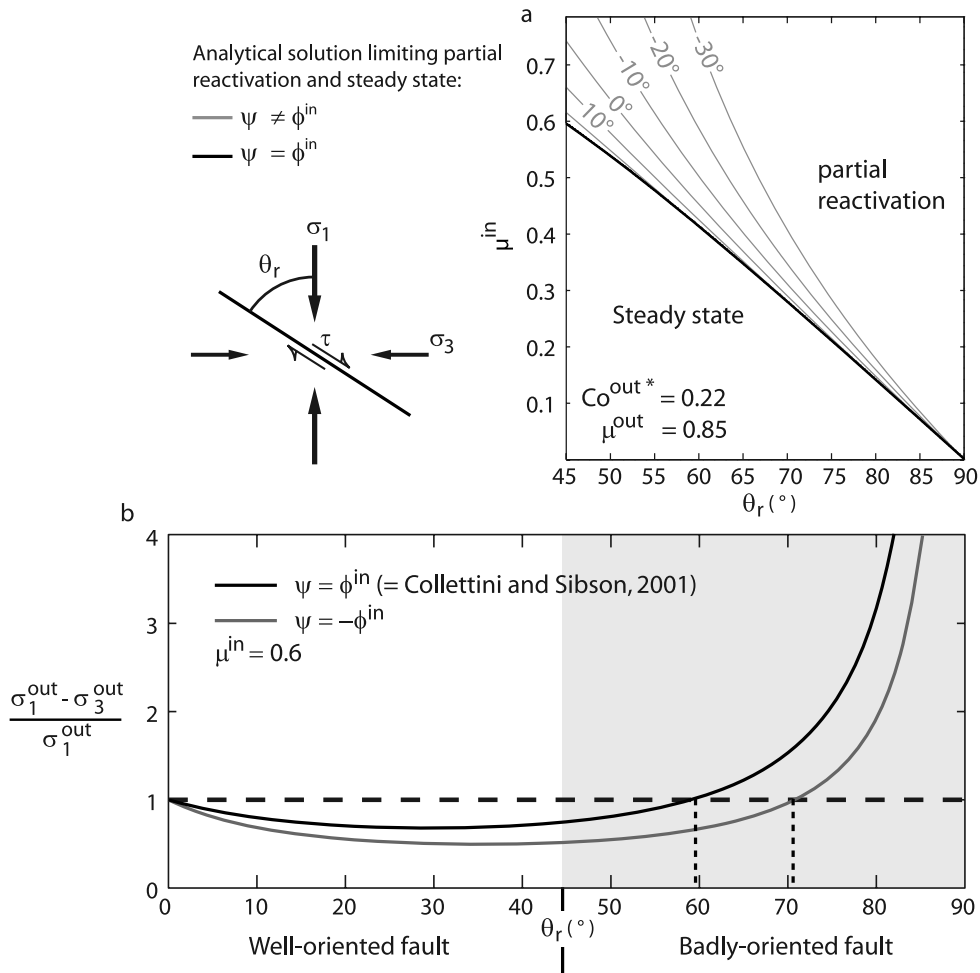 a
Analytical solution limiting partial
reactivation and steady state:
ψ ≠ ϕ^in
ψ = ϕ^in
σ1
θr
τ
σ3
0.7
0.6
0.5
0.4
0.3
0.2
0.1
μ^in
10°
0°
-10°
-20°
-30°
partial
reactivation
Steady state
Co^out * = 0.22
μ^out = 0.85
45 50 55 60 65 70 75 80 85 90
θr (°)
b
4
3
2
1
0
ψ = ϕ^in (= Collettini and Sibson, 2001)
ψ = −ϕ^in
μ^in = 0.6
σ1^out - σ3^out
σ1^out
0 10 20 30 40 50 60 70 80 90
θr (°)
Well-oriented fault
Badly-oriented fault